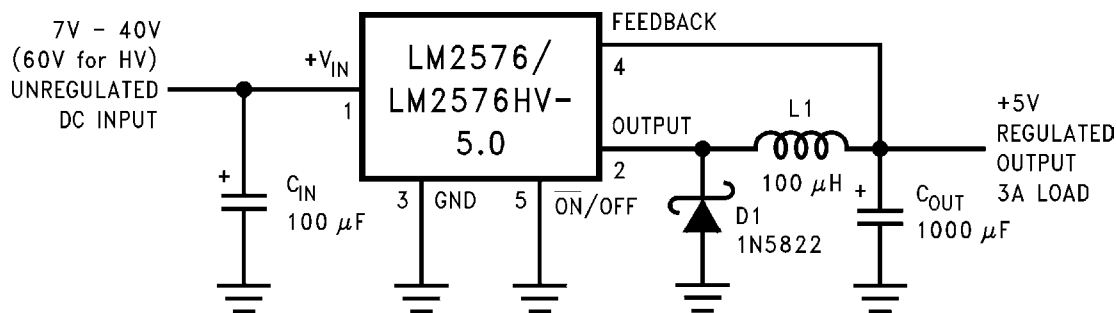 7V - 40V
(60V for HV)
UNREGULATED
DC INPUT
+VIN
1
LM2576/
LM2576HV-
5.0
FEEDBACK
4
OUTPUT
2
L1
100 μH
+5V
REGULATED
OUTPUT
3A LOAD
+
CIN
100 μF
3
GND
5
O̅N̅/OFF
D1
1N5822
+
COUT
1000 μF